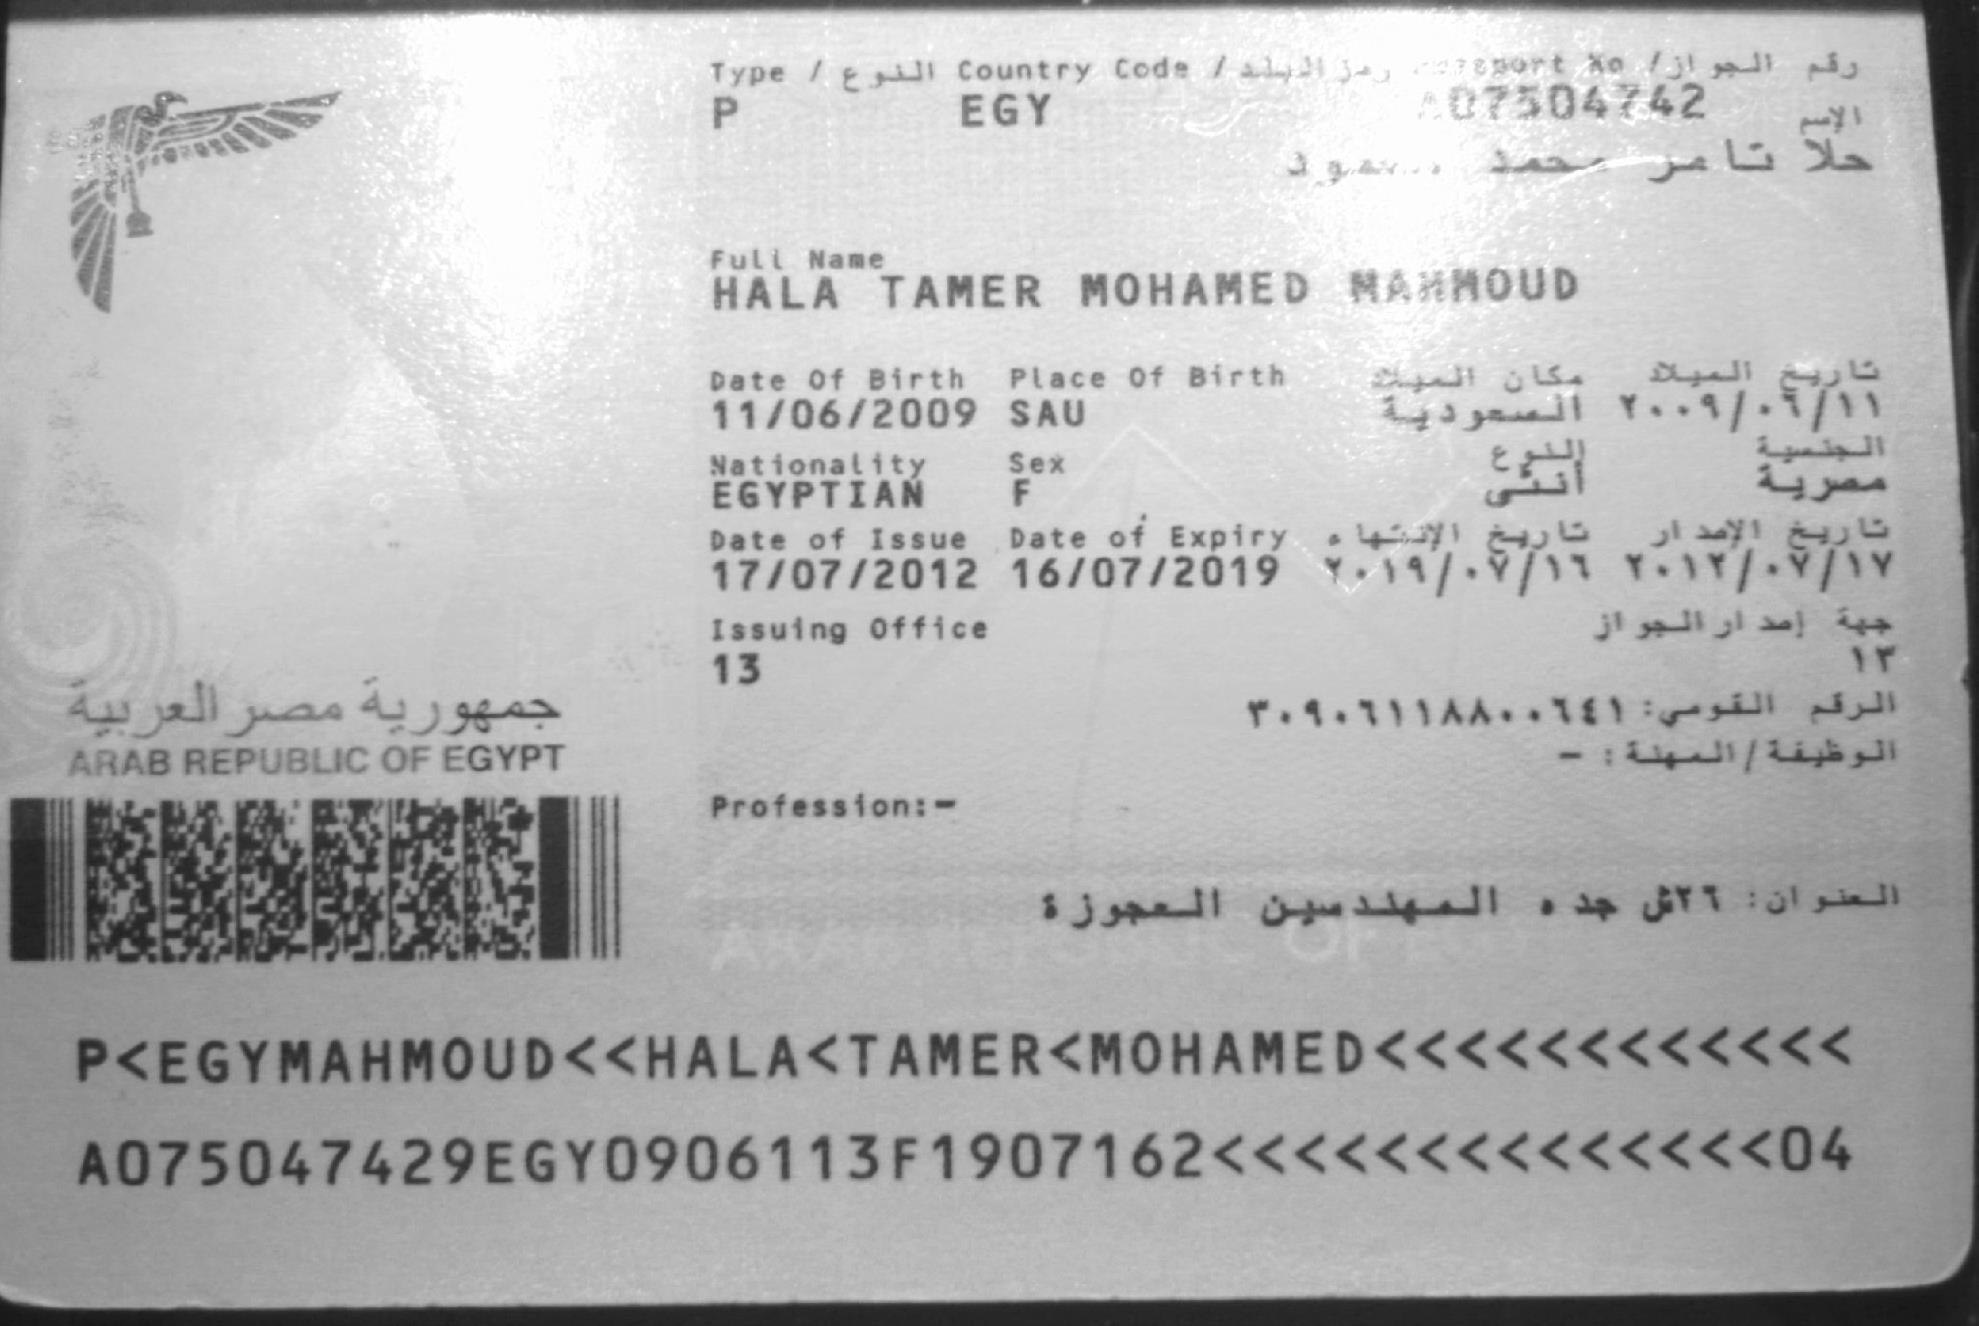 Type / النوع Country Code / رمز البلد Passport No / رقم الجواز
P EGY A07504742
الإسم
حلا تامر محمد محمود
Full Name
HALA TAMER MOHAMED MAHMOUD
Date Of Birth Place Of Birth مكان الميلاد تاريخ الميلاد
11/06/2009 SAU السعودية ٢٠٠٩/٠٦/١١
Nationality Sex النوع الجنسية
EGYPTIAN F أنثى مصرية
Date of Issue Date of Expiry تاريخ الإنتهاء تاريخ الإصدار
17/07/2012 16/07/2019 ٢٠١٩/٠٧/١٦ ٢٠١٢/٠٧/١٧
Issuing Office جهة إصدار الجواز
13 ١٣
الرقم القومي: ٣٠٩٠٦١١٨٨٠٠٦٤١
الوظيفة/المهنة: -
Profession:-
جمهورية مصر العربية
ARAB REPUBLIC OF EGYPT
العنوان: ٢٦ش جده المهندسين العجوزة
P<EGYMAHMOUD<<HALA<TAMER<MOHAMED<<<<<<<<<<<<
A075047429EGY0906113F1907162<<<<<<<<<<<<<<04